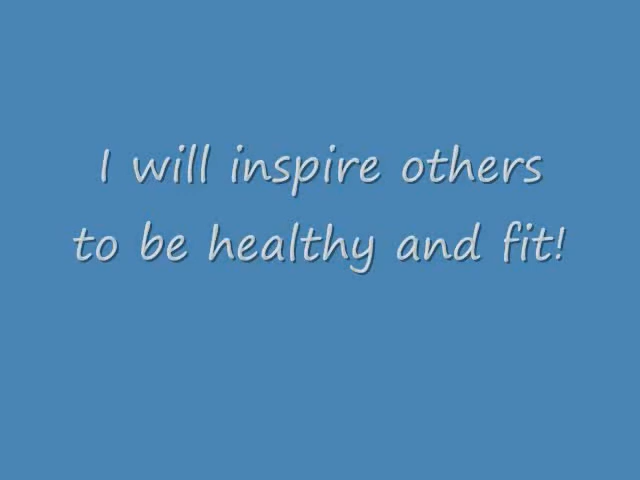 I will inspire others
to be healthy and fit!